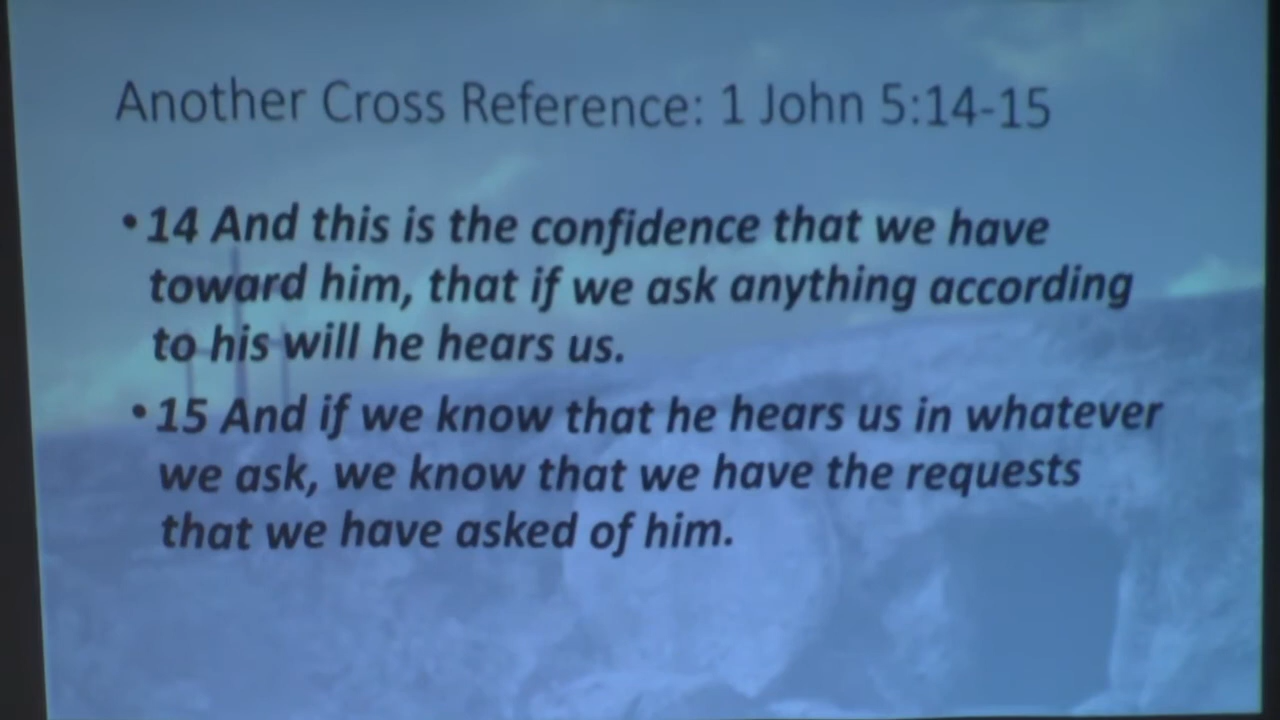 Another Cross Reference: 1 John 5:14-15
• 14 And this is the confidence that we have
toward him, that if we ask anything according
to his will he hears us.
• 15 And if we know that he hears us in whatever
we ask, we know that we have the requests
that we have asked of him.